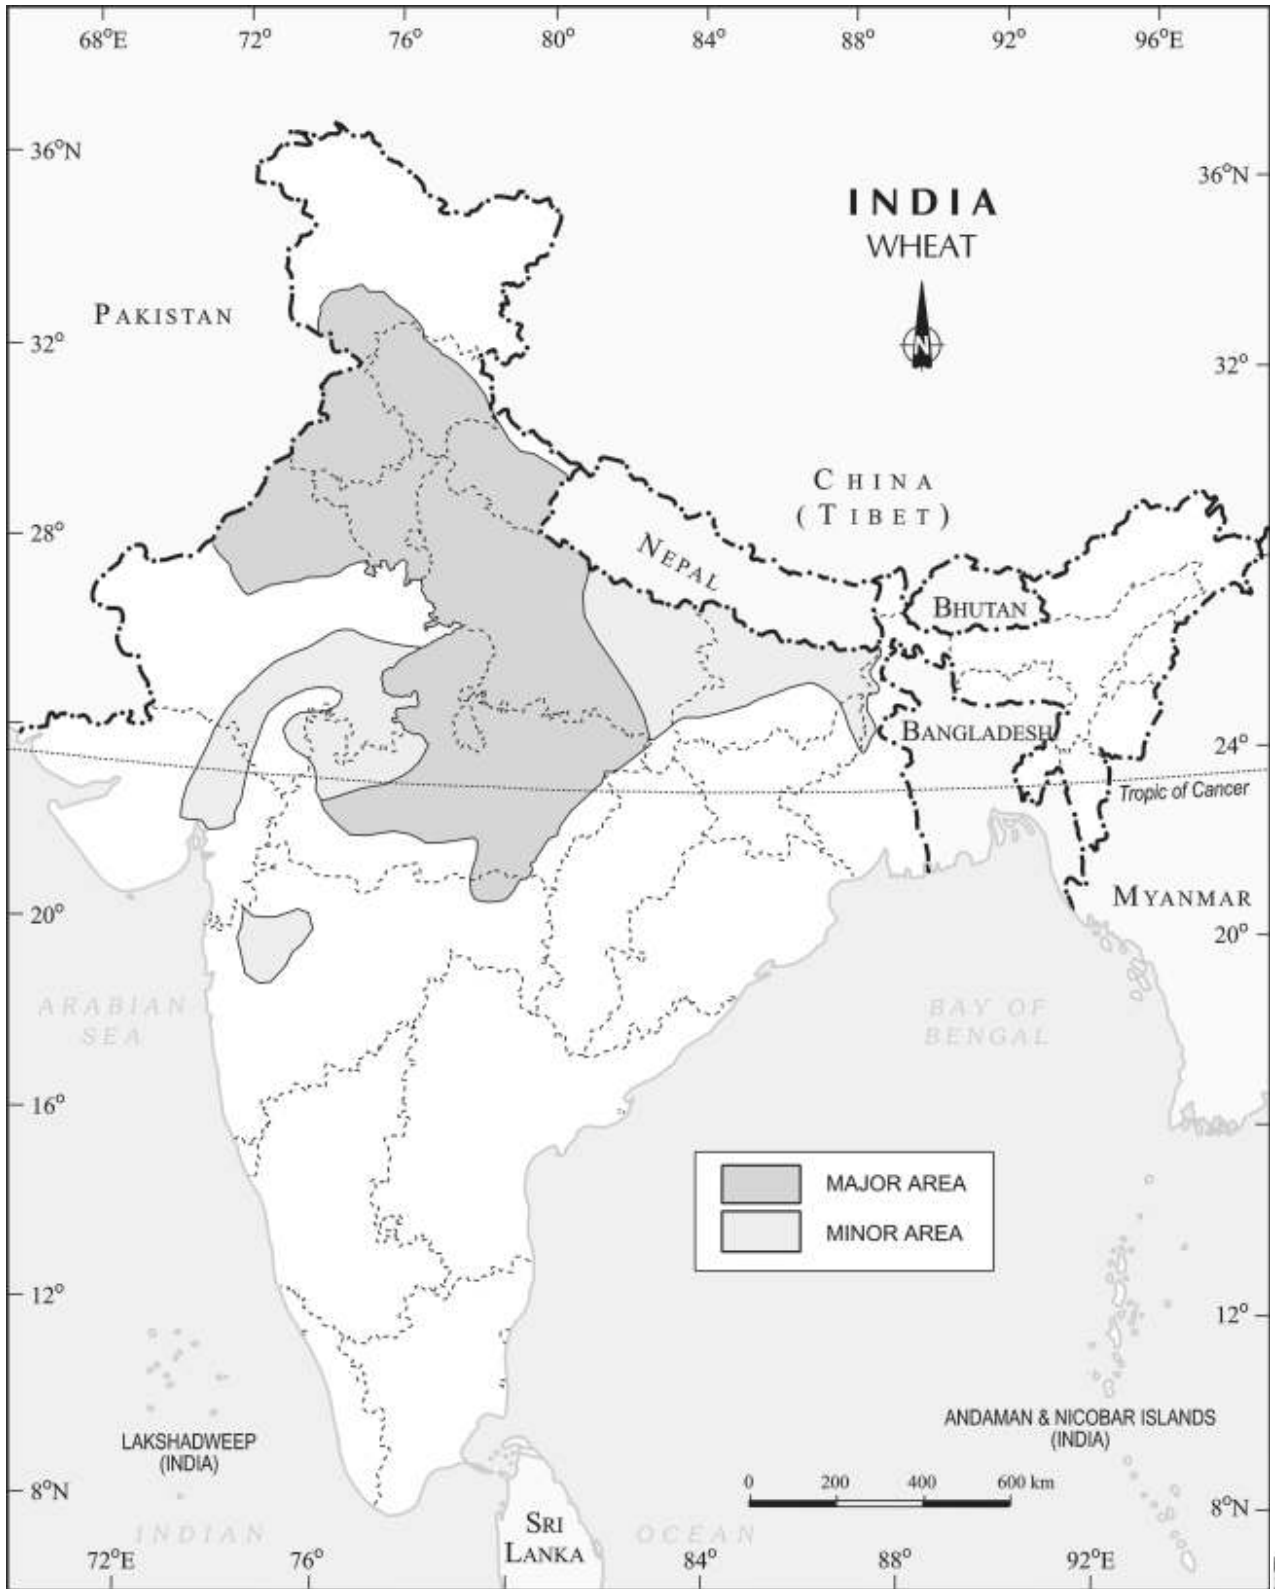 68°E 72° 76° 80° 84° 88° 92° 96°E
36°N
36°N
INDIA
WHEAT
N
PAKISTAN
32°
32°
CHINA
(TIBET)
28°
NEPAL
BHUTAN
BANGLADESH
24°
Tropic of Cancer
MYANMAR
20°
20°
ARABIAN
SEA
BAY OF
BENGAL
16°
MAJOR AREA
MINOR AREA
12°
12°
ANDAMAN & NICOBAR ISLANDS
(INDIA)
LAKSHADWEEP
(INDIA)
0 200 400 600 km
8°N
8°N
INDIAN
OCEAN
SRI
LANKA
72°E 76° 84° 88° 92°E